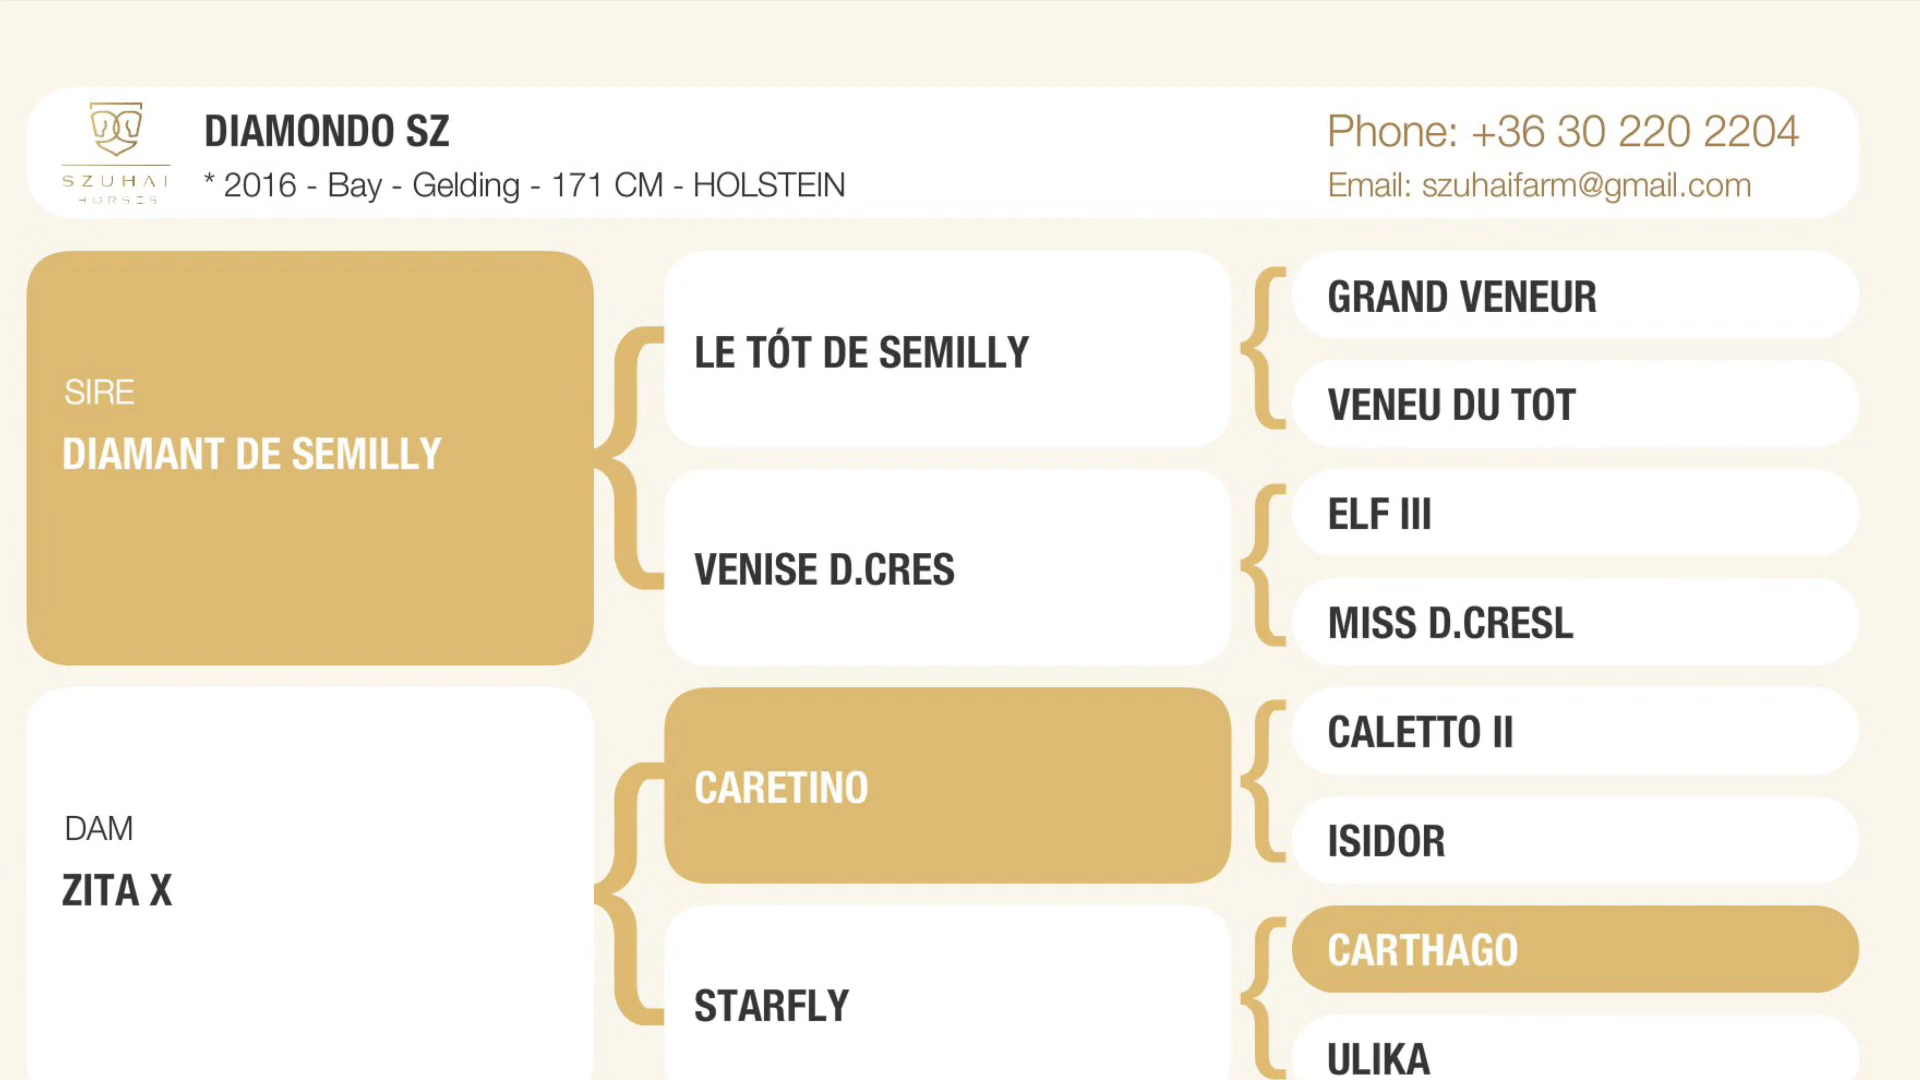 SZUHAI
HORSES
DIAMONDO SZ
* 2016 - Bay - Gelding - 171 CM - HOLSTEIN
Phone: +36 30 220 2204
Email: szuhaifarm@gmail.com
SIRE
DIAMANT DE SEMILLY
LE TÓT DE SEMILLY
GRAND VENEUR
VENEU DU TOT
VENISE D.CRES
ELF III
MISS D.CRESL
DAM
ZITA X
CARETINO
CALETTO II
ISIDOR
STARFLY
CARTHAGO
ULIKA